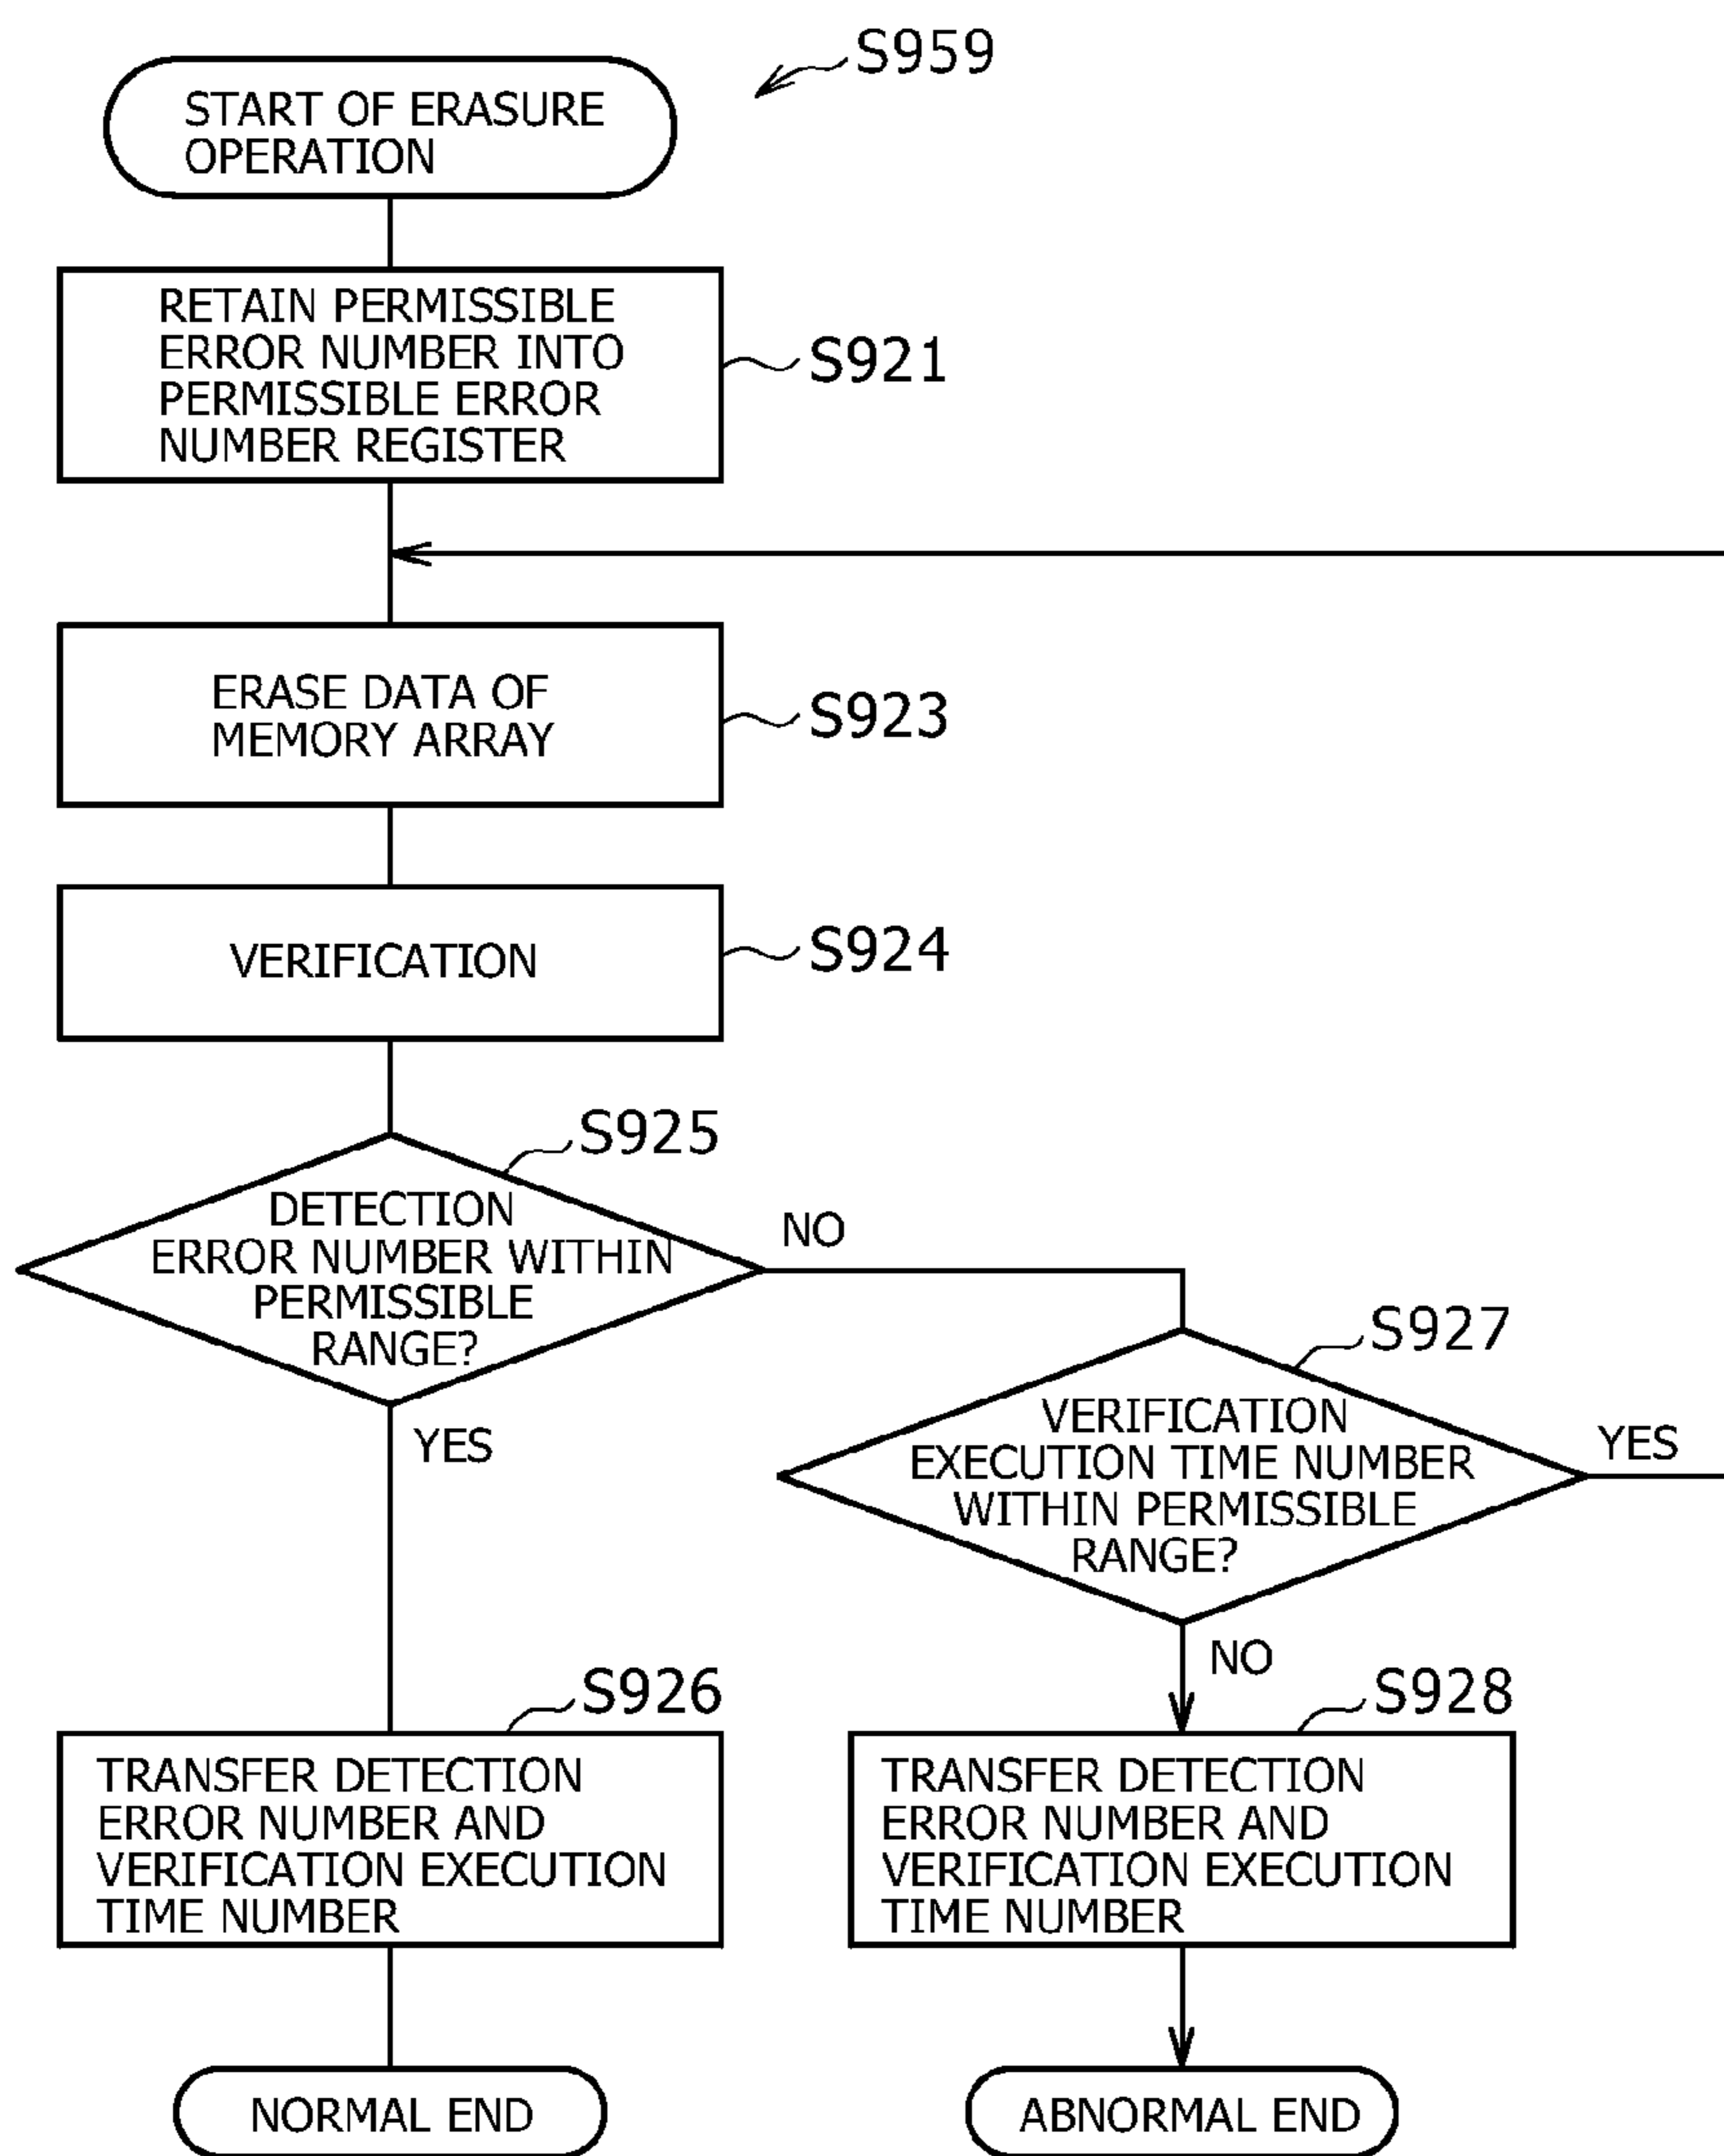 S959
START OF ERASURE
OPERATION
RETAIN PERMISSIBLE
ERROR NUMBER INTO
PERMISSIBLE ERROR
NUMBER REGISTER
S921
ERASE DATA OF
MEMORY ARRAY
S923
VERIFICATION
S924
S925
DETECTION
ERROR NUMBER WITHIN
PERMISSIBLE
RANGE?
NO
YES
S927
VERIFICATION
EXECUTION TIME NUMBER
WITHIN PERMISSIBLE
RANGE?
YES
NO
S926
TRANSFER DETECTION
ERROR NUMBER AND
VERIFICATION EXECUTION
TIME NUMBER
S928
TRANSFER DETECTION
ERROR NUMBER AND
VERIFICATION EXECUTION
TIME NUMBER
NORMAL END
ABNORMAL END